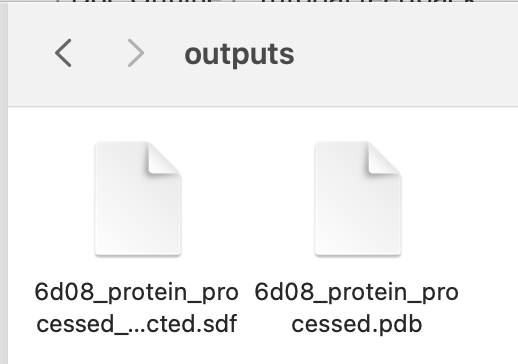 outputs
6d08_protein_pro
cessed_...cted.sdf
6d08_protein_pro
cessed.pdb